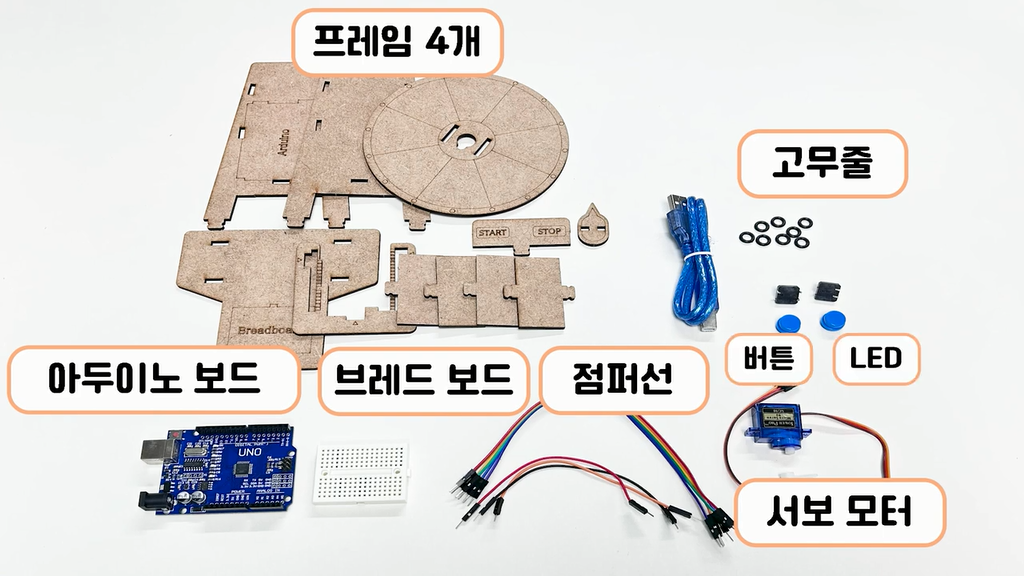 프레임 4개
Arduino
고무줄
START STOP
Breadboa
아두이노 보드
브레드 보드
점퍼선
버튼
LED
UNO
서보 모터